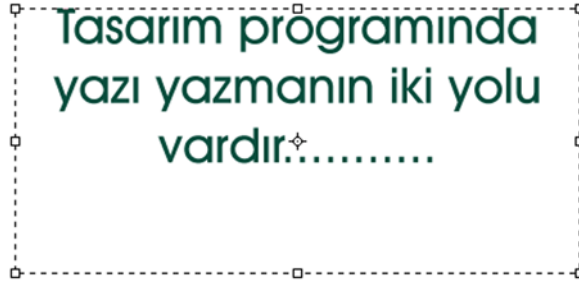 Tasarım programında
yazı yazmanın iki yolu
vardır...........